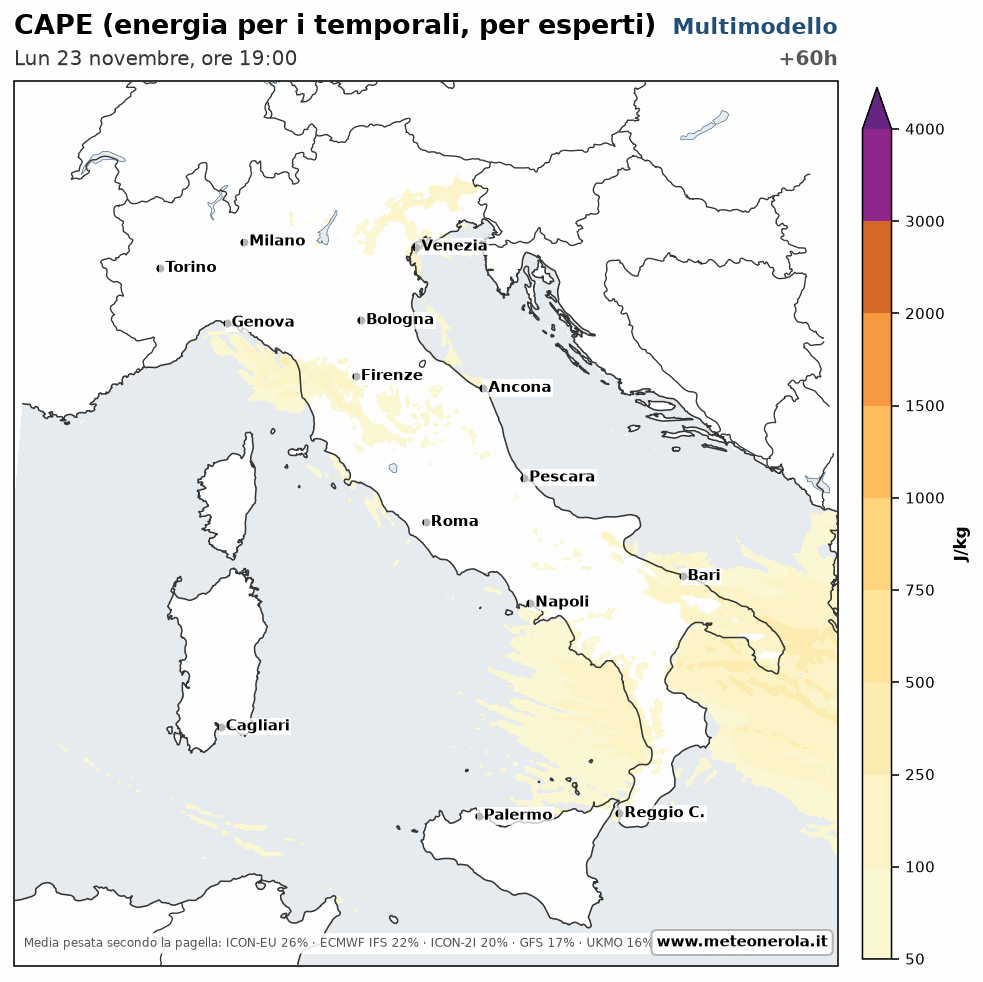 CAPE (energia per i temporali, per esperti) Multimodello
Lun 23 novembre, ore 19:00 +60h
4000
3000
2000
1500
1000
750
500
250
100
50
J/kg
Milano
Venezia
Torino
Genova
Bologna
Firenze
Ancona
Pescara
Roma
Bari
Napoli
Cagliari
Palermo
Reggio C.
Media pesata secondo la pagella: ICON-EU 26% · ECMWF IFS 22% · ICON-2I 20% · GFS 17% · UKMO 16%
www.meteonerola.it